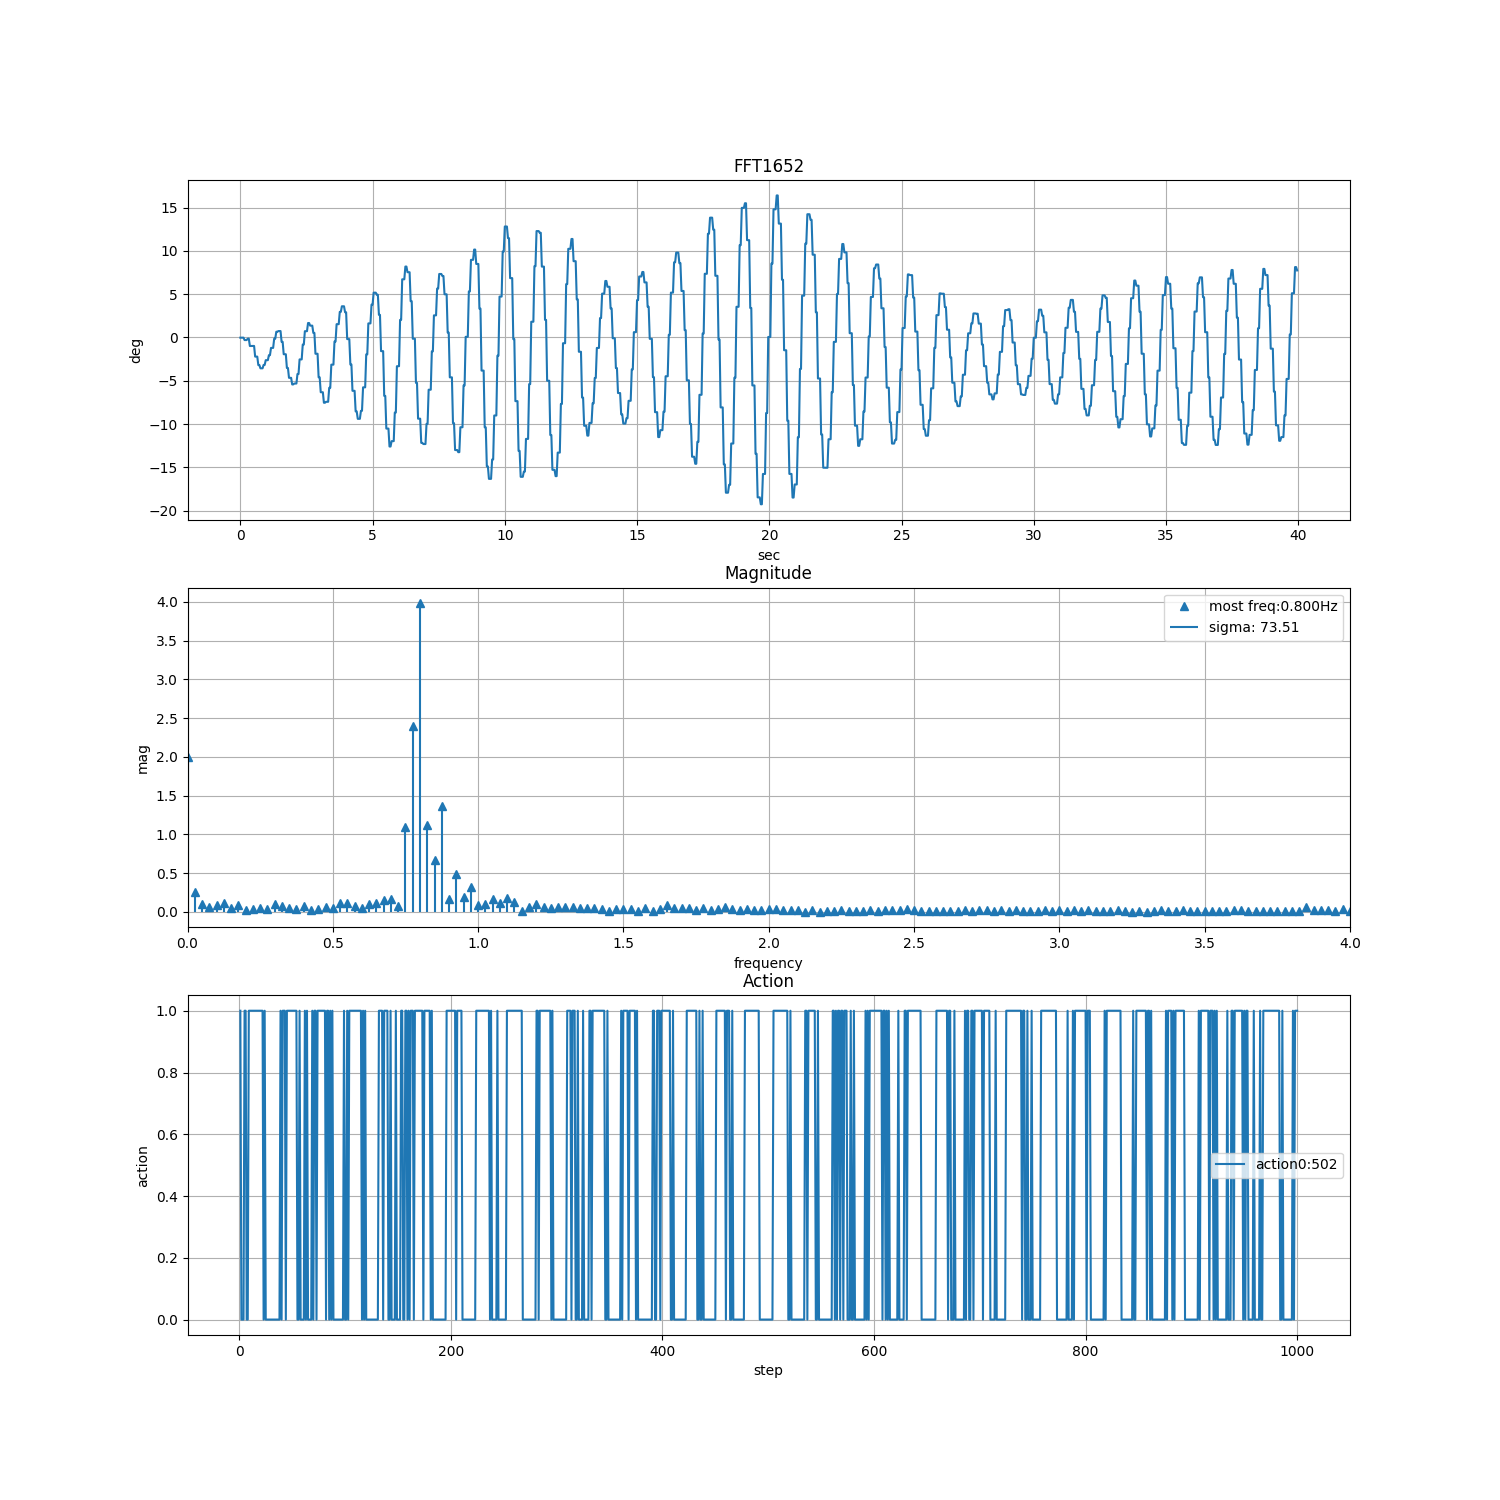 FFT1652
15
10
5
0
−5
−10
−15
−20
deg
0 5 10 15 20 25 30 35 40
sec
Magnitude
4.0
3.5
3.0
2.5
2.0
1.5
1.0
0.5
0.0
mag
most freq:0.800Hz
sigma: 73.51
0.0 0.5 1.0 1.5 2.0 2.5 3.0 3.5 4.0
frequency
Action
1.0
0.8
0.6
0.4
0.2
0.0
action
action0:502
0 200 400 600 800 1000
step